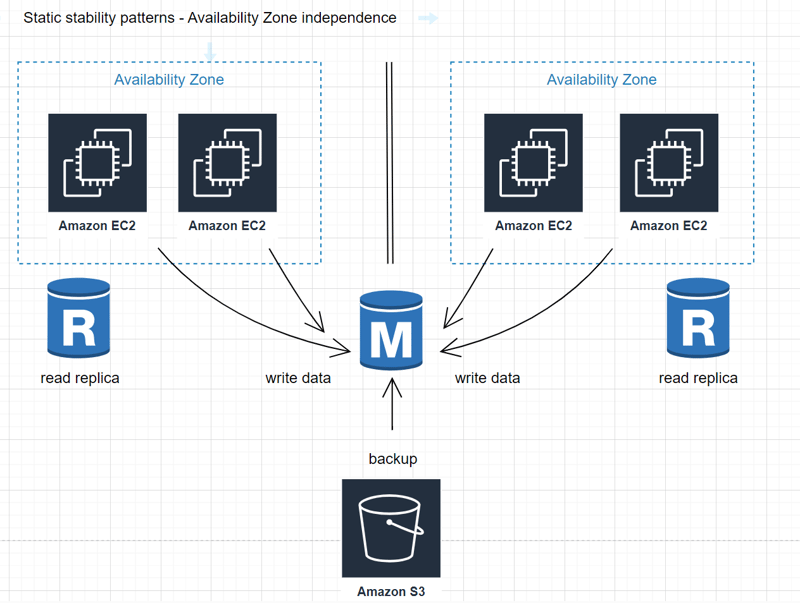 Static stability patterns - Availability Zone independence
Availability Zone
Availability Zone
Amazon EC2
Amazon EC2
Amazon EC2
Amazon EC2
R
M
R
read replica
write data
write data
read replica
backup
Amazon S3